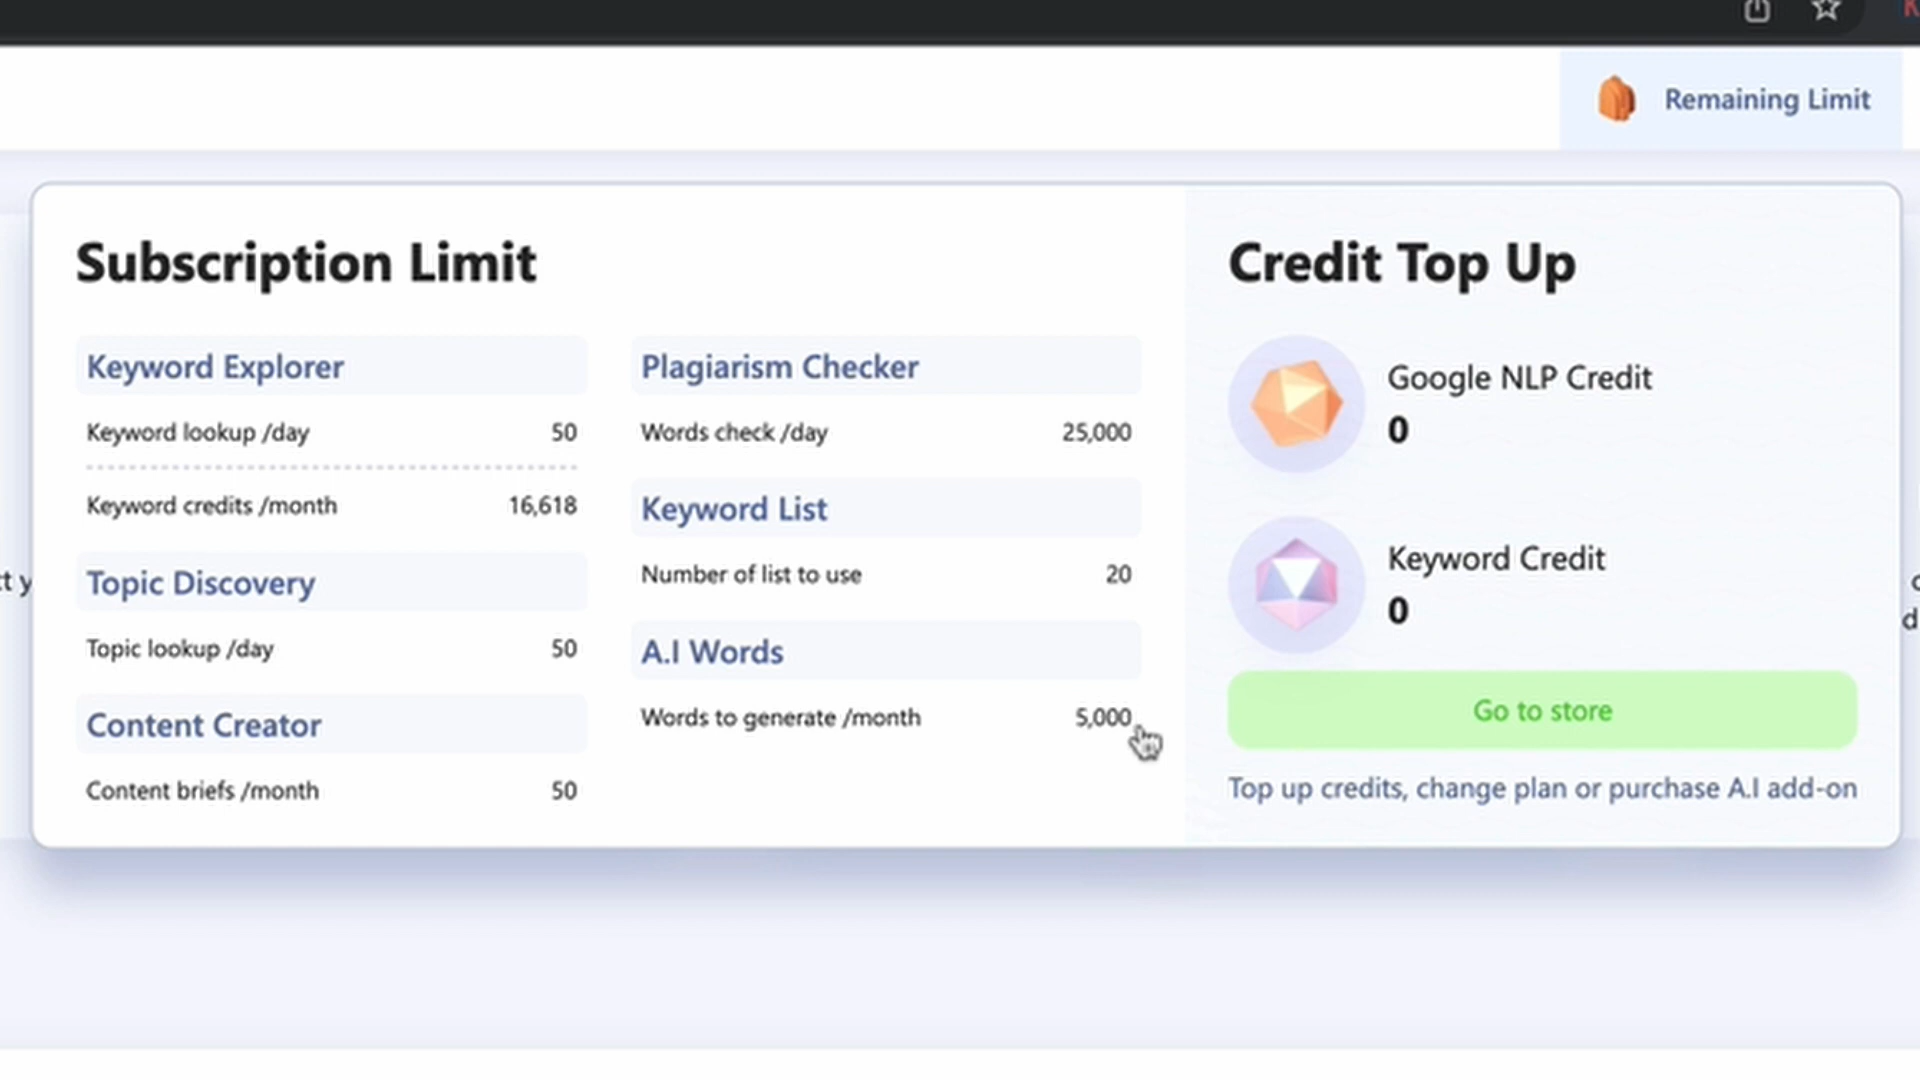 Remaining Limit
Subscription Limit
Keyword Explorer
Keyword lookup /day 50
Keyword credits /month 16,618
Topic Discovery
Topic lookup /day 50
Content Creator
Content briefs /month 50
Plagiarism Checker
Words check /day 25,000
Keyword List
Number of list to use 20
A.I Words
Words to generate /month 5,000
Credit Top Up
Google NLP Credit
0
Keyword Credit
0
Go to store
Top up credits, change plan or purchase A.I add-on